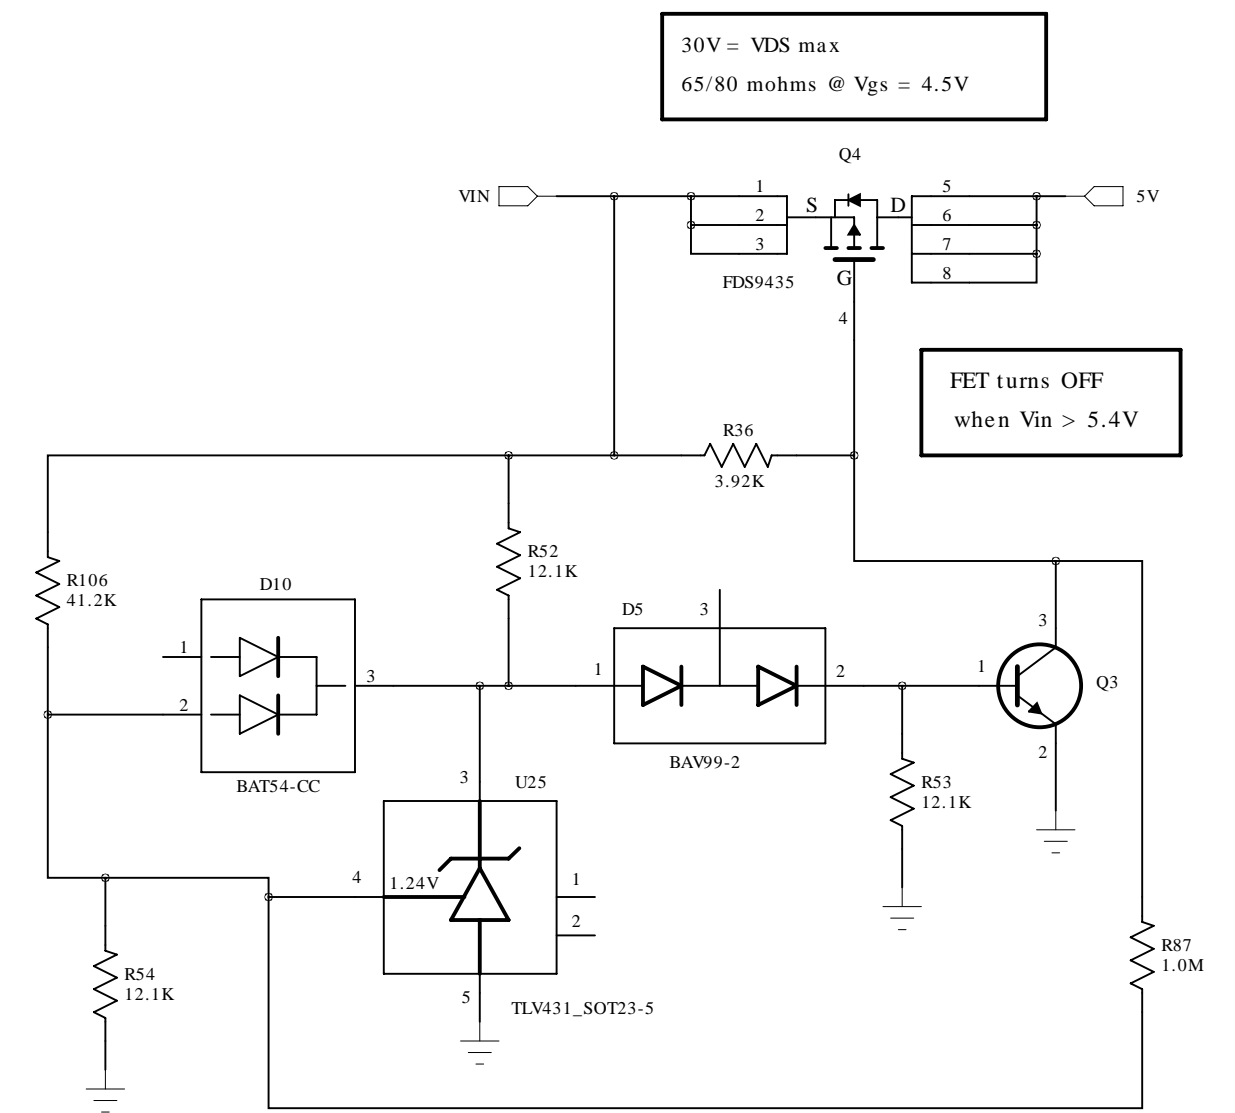 30V = VDS max
65/80 mohms @ Vgs = 4.5V
Q4
VIN
1
2
3
S
D
5
6
7
8
5V
FDS9435
G
4
FET turns OFF
when Vin > 5.4V
R36
3.92K
R52
12.1K
R106
41.2K
D10
1
2
3
BAT54-CC
D5
3
1
2
BAV99-2
3
1
Q3
2
R53
12.1K
3
U25
4
1.24V
1
2
5
TLV431_SOT23-5
R54
12.1K
R87
1.0M